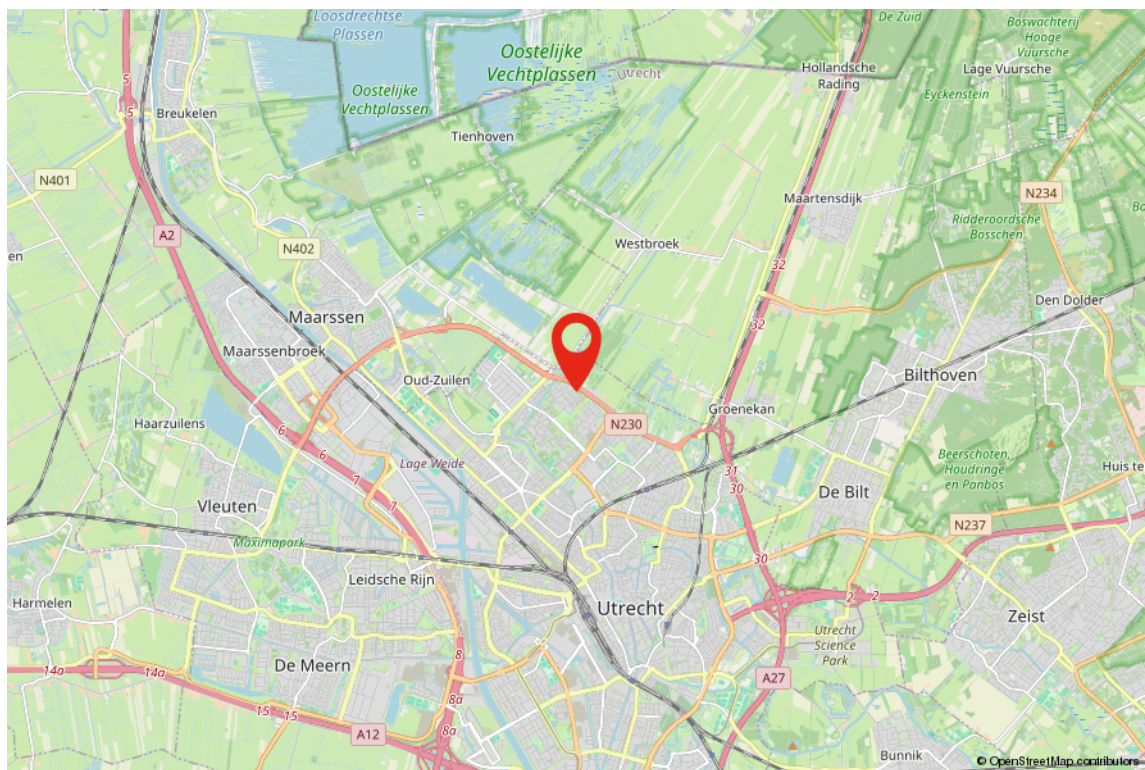 Loosdrechtse
Plassen
De Zuid
Boswachterij
Hooge
Vuursche
Oostelijke
Vechtplassen
Utrecht
Hollandsche
Rading
Lage Vuursche
5
Oostelijke
Vechtplassen
Eyckenstein
5
Breukelen
Tienhoven
N401
N234
Maartensdijk
Ridderoordsche
Bosschen
A2
N402
Westbroek
32
Den Dolder
Maarssen
32
Maarssenbroek
Oud-Zuilen
Bilthoven
Groenekan
Haarzuilens
N230
6
6
Lage Weide
31
Beerschoten,
Houdringe
en Panbos
Huis te
7
30
Vleuten
7
De Bilt
N237
Maximapark
30
Leidsche Rijn
Harmelen
2
2
Utrecht
Zeist
Utrecht
Science
Park
De Meern
8
14a
14a
A27
8a
15
15
A12
8a
Bunnik
© OpenStreetMap contributors